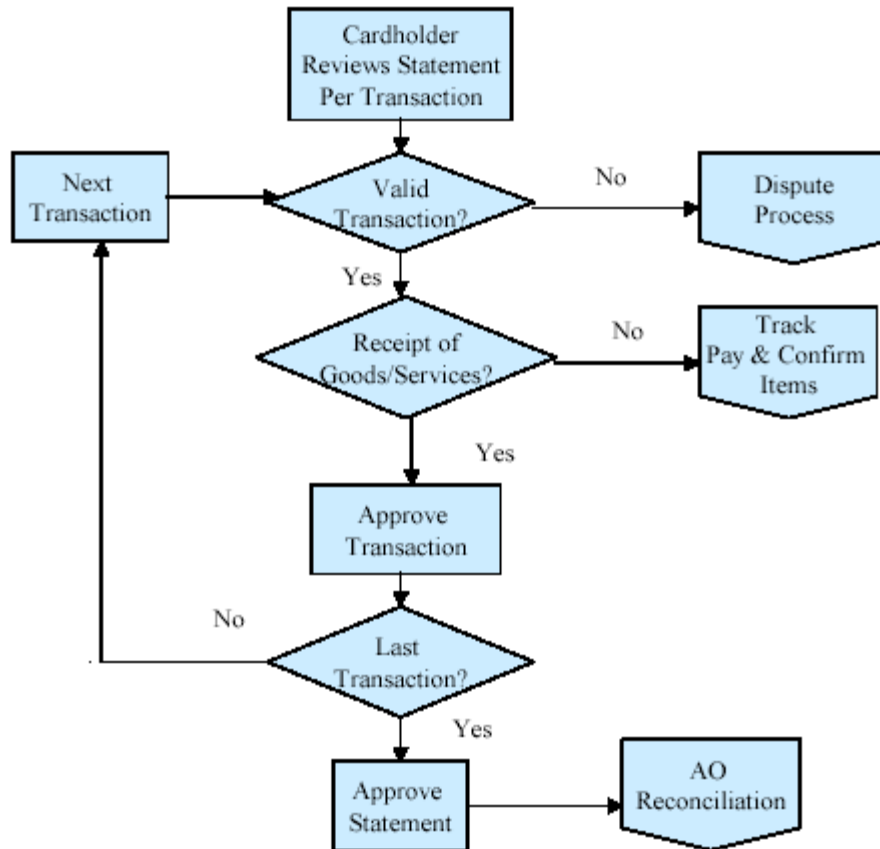 Cardholder
Reviews Statement
Per Transaction
Next
Transaction
Valid
Transaction?
No
Dispute
Process
Yes
Receipt of
Goods/Services?
No
Track
Pay & Confirm
Items
Yes
Approve
Transaction
No
Last
Transaction?
Yes
Approve
Statement
AO
Reconciliation